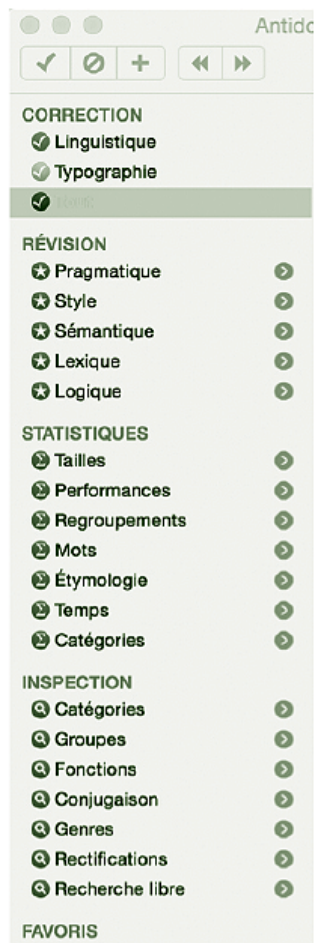 Antido
CORRECTION
Linguistique
Typographie
RÉVISION
Pragmatique
Style
Sémantique
Lexique
Logique
STATISTIQUES
Tailles
Performances
Regroupements
Mots
Étymologie
Temps
Catégories
INSPECTION
Catégories
Groupes
Fonctions
Conjugaison
Genres
Rectifications
Recherche libre
FAVORIS